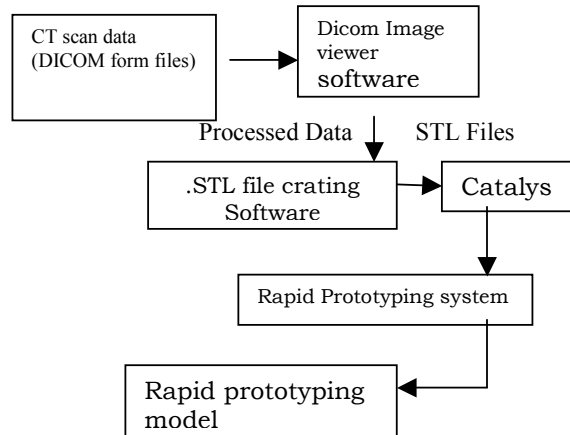 CT scan data
(DICOM form files)
Dicom Image
viewer
software
Processed Data
STL Files
.STL file crating
Software
Catalys
Rapid Prototyping system
Rapid prototyping
model